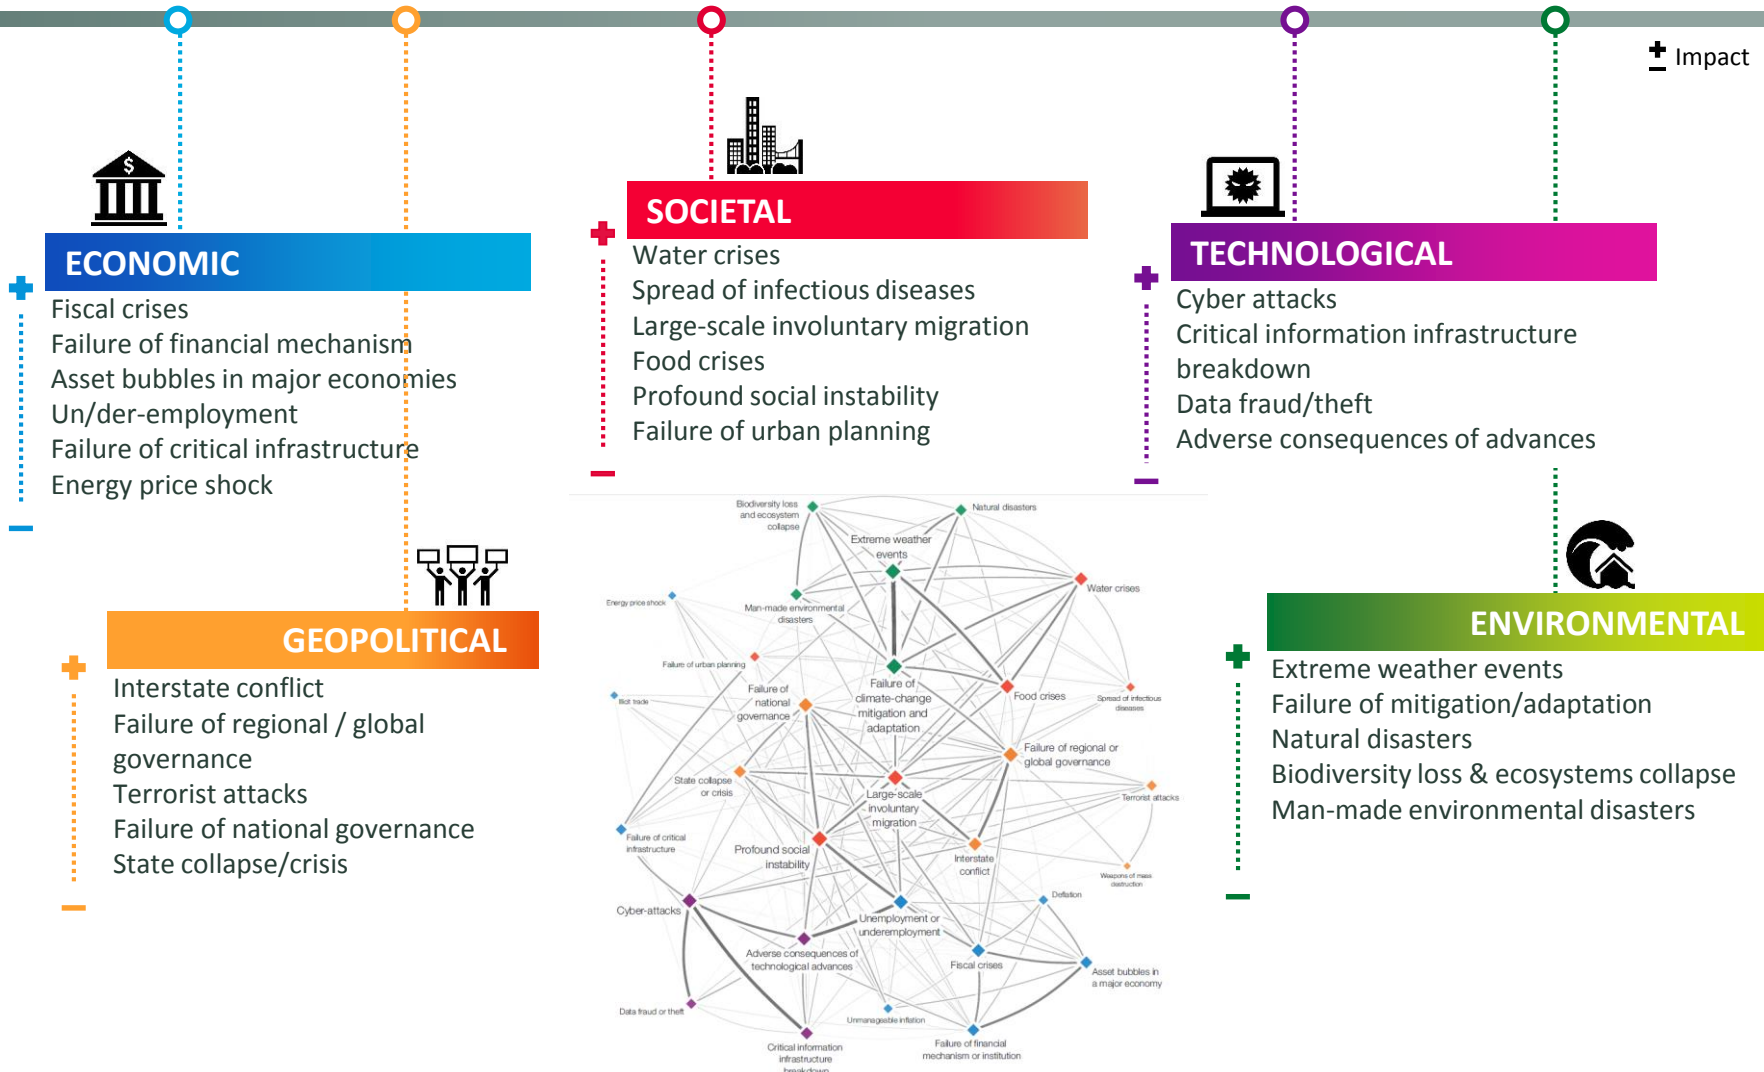 Impact
$
ECONOMIC
Fiscal crises
Failure of financial mechanism
Asset bubbles in major economies
Un/der-employment
Failure of critical infrastructure
Energy price shock
SOCIETAL
Water crises
Spread of infectious diseases
Large-scale involuntary migration
Food crises
Profound social instability
Failure of urban planning
TECHNOLOGICAL
Cyber attacks
Critical information infrastructure
breakdown
Data fraud/theft
Adverse consequences of advances
GEOPOLITICAL
Interstate conflict
Failure of regional / global
governance
Terrorist attacks
Failure of national governance
State collapse/crisis
ENVIRONMENTAL
Extreme weather events
Failure of mitigation/adaptation
Natural disasters
Biodiversity loss & ecosystems collapse
Man-made environmental disasters
Biodiversity loss
and ecosystem
collapse
Natural disasters
Extreme weather
events
Water crises
Energy price shock
Man-made environmental
disasters
Failure of urban planning
Failure of
climate-change
mitigation and
adaptation
Food crises
Spread of infectious
diseases
Illicit trade
Failure of
national
governance
Failure of regional or
global governance
State collapse
or crisis
Large-scale
involuntary
migration
Terrorist attacks
Failure of critical
infrastructure
Profound social
instability
Interstate
conflict
Weapons of mass
destruction
Deflation
Cyber-attacks
Unemployment or
underemployment
Adverse consequences of
technological advances
Fiscal crises
Asset bubbles in
a major economy
Data fraud or theft
Unmanageable inflation
Critical information
infrastructure
breakdown
Failure of financial
mechanism or institution